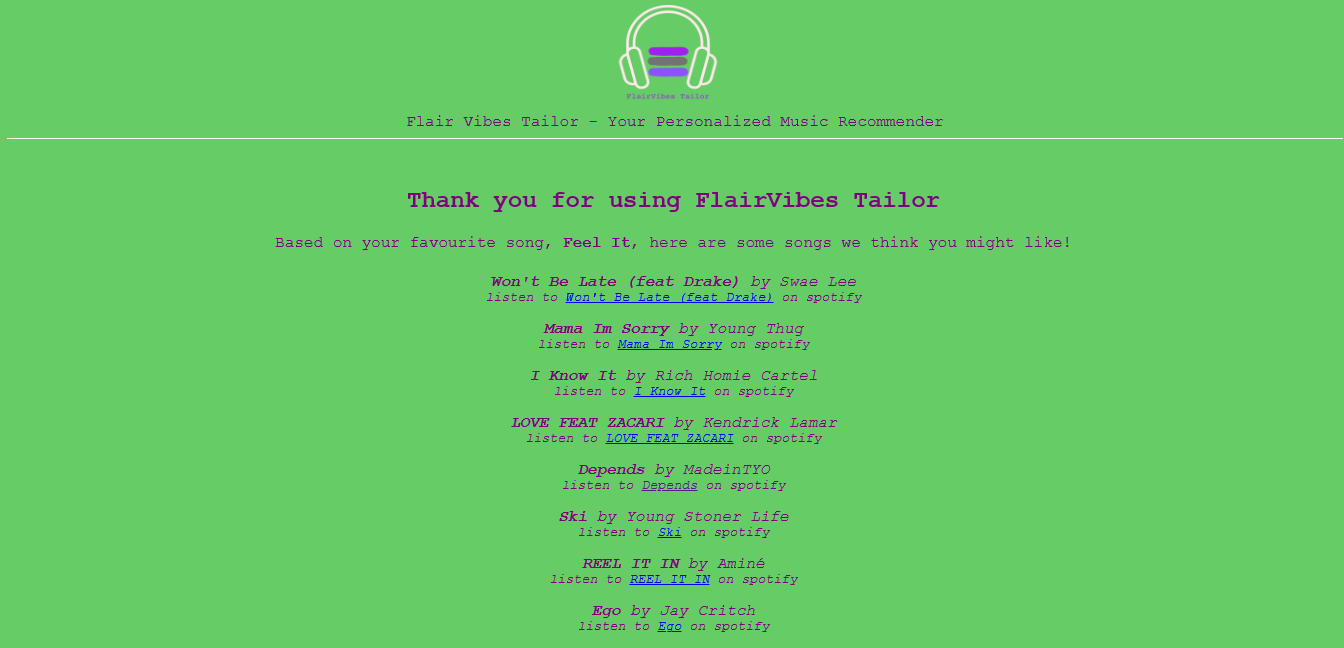 FlairVibes Tailor
Flair Vibes Tailor - Your Personalized Music Recommender
Thank you for using FlairVibes Tailor
Based on your favourite song, Feel It, here are some songs we think you might like!
Won't Be Late (feat Drake) by Swae Lee
listen to Won't Be Late (feat Drake) on spotify
Mama Im Sorry by Young Thug
listen to Mama Im Sorry on spotify
I Know It by Rich Homie Cartel
listen to I Know It on spotify
LOVE FEAT ZACARI by Kendrick Lamar
listen to LOVE FEAT ZACARI on spotify
Depends by MadeinTYO
listen to Depends on spotify
Ski by Young Stoner Life
listen to Ski on spotify
REEL IT IN by Aminé
listen to REEL IT IN on spotify
Ego by Jay Critch
listen to Ego on spotify